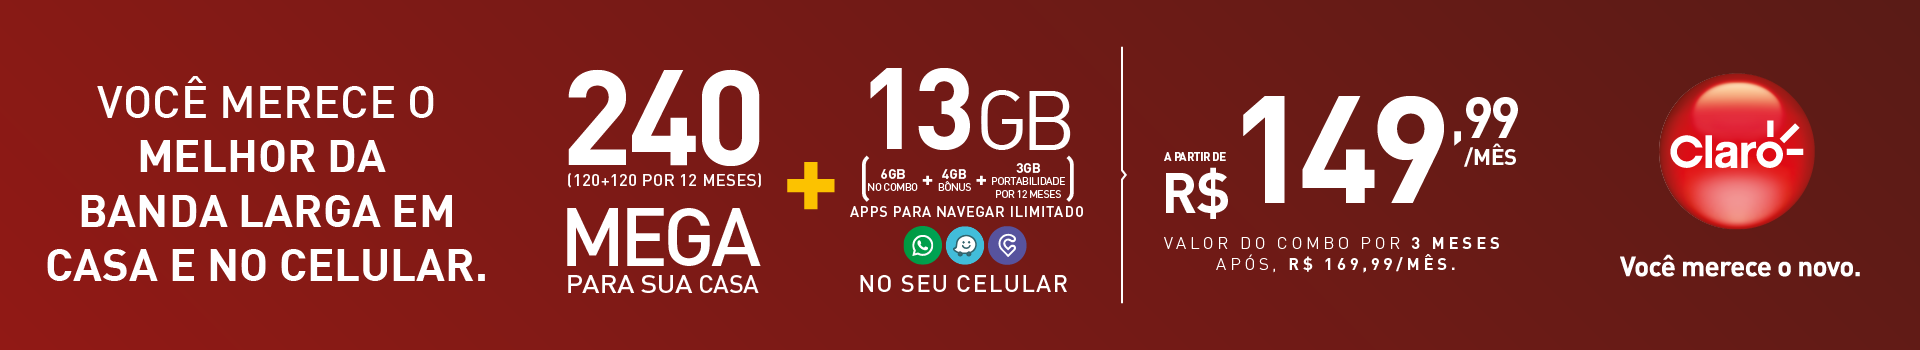 VOCÊ MERECE O
MELHOR DA
BANDA LARGA EM
CASA E NO CELULAR.
240
(120+120 POR 12 MESES)
MEGA
PARA SUA CASA
+
13GB
6GB
NO COMBO
+
4GB
BÔNUS
+
3GB
PORTABILIDADE
POR 12 MESES
APPS PARA NAVEGAR ILIMITADO
NO SEU CELULAR
A PARTIR DE
R$ 149,99
/MÊS
VALOR DO COMBO POR 3 MESES
APÓS, R$ 169,99/MÊS.
Claro
Você merece o novo.